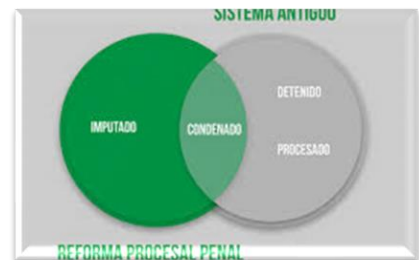 SISTEMA ANTIGUO
IMPUTADO
CONDENADO
DETENIDO
PROCESADO
REFORMA PROCESAL PENAL